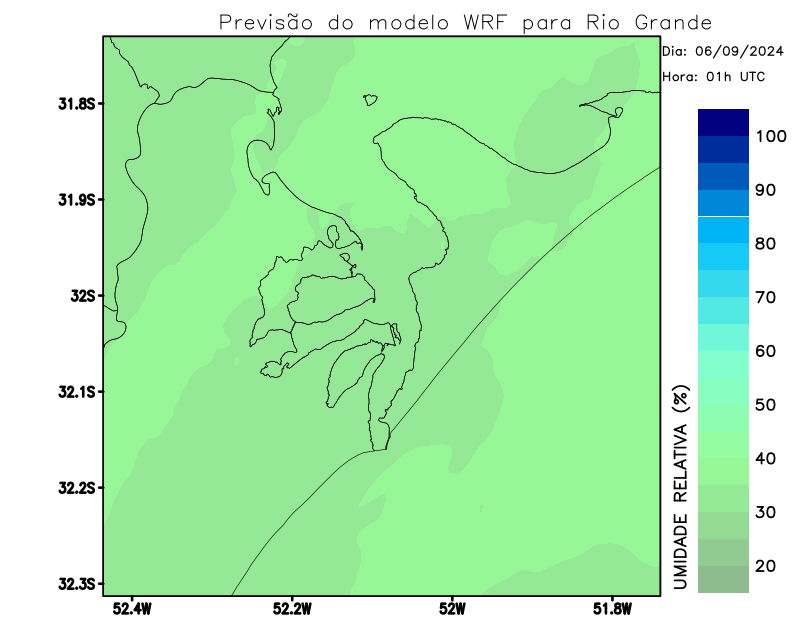 Previsão do modelo WRF para Rio Grande
Dia: 06/09/2024
Hora: 01h UTC
31.8S
31.9S
32S
32.1S
32.2S
32.3S
52.4W
52.2W
52W
51.8W
100
90
80
70
60
50
40
30
20
UMIDADE RELATIVA (%)